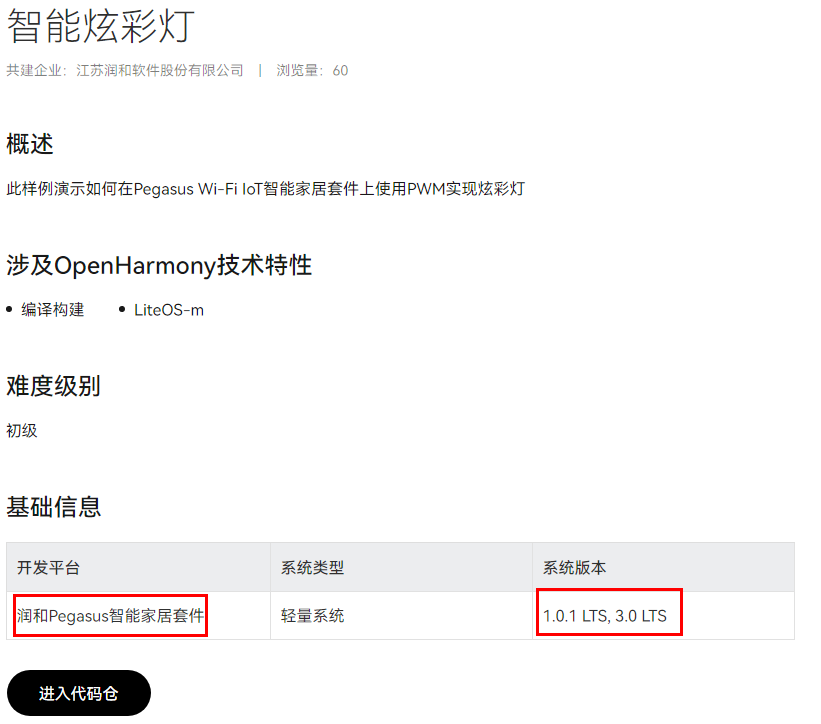 智能炫彩灯
共建企业：江苏润和软件股份有限公司 | 浏览量：60
概述
此样例演示如何在Pegasus Wi-Fi IoT智能家居套件上使用PWM实现炫彩灯
涉及OpenHarmony技术特性
编译构建 LiteOS-m
难度级别
初级
基础信息
开发平台 系统类型 系统版本
润和Pegasus智能家居套件 轻量系统 1.0.1 LTS, 3.0 LTS
进入代码仓